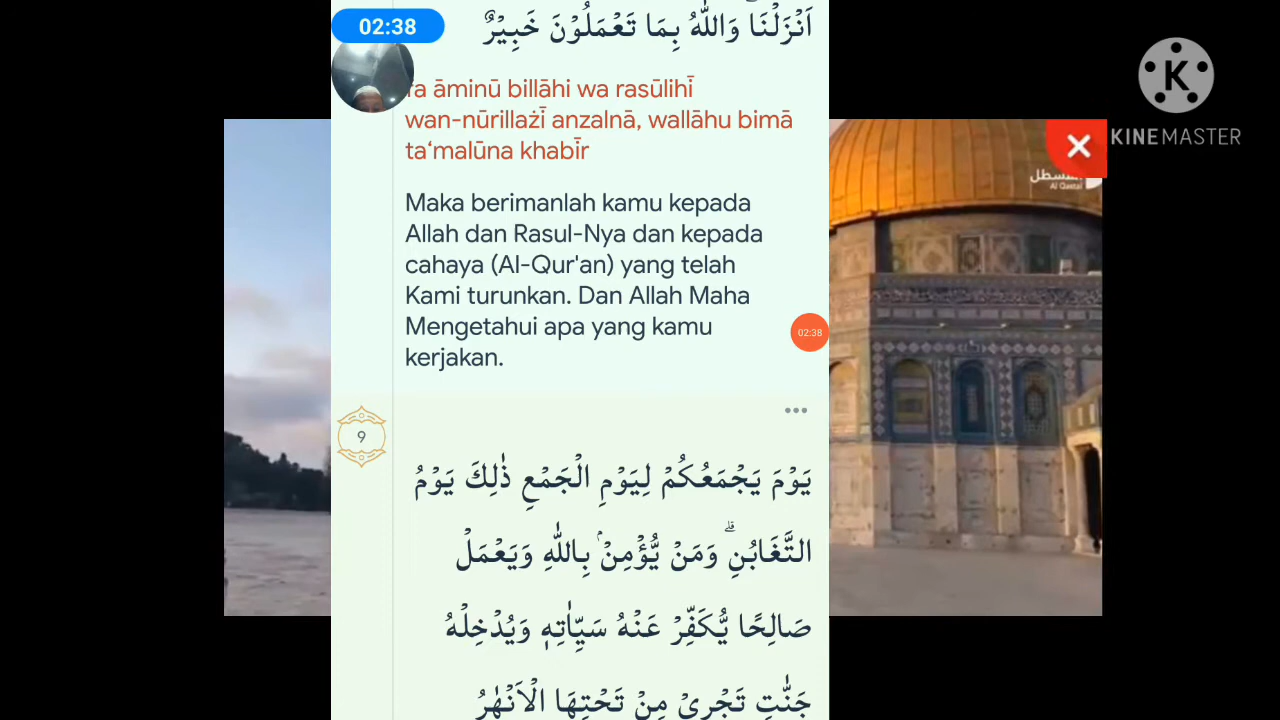 02:38
اَنْزَلْنَاۗ وَاللّٰهُ بِمَا تَعْمَلُوْنَ خَبِيْرٌ
fa āminū billāhi wa rasūlihī
wan-nūrillażī anzalnā, wallāhu bimā
ta‘malūna khabīr
Maka berimanlah kamu kepada
Allah dan Rasul-Nya dan kepada
cahaya (Al-Qur'an) yang telah
Kami turunkan. Dan Allah Maha
Mengetahui apa yang kamu
kerjakan.
02:38
9
يَوْمَ يَجْمَعُكُمْ لِيَوْمِ الْجَمْعِ ذٰلِكَ يَوْمُ
التَّغَابُنِۗ وَمَنْ يُّؤْمِنْۢ بِاللّٰهِ وَيَعْمَلْ
صَالِحًا يُّكَفِّرْ عَنْهُ سَيِّاٰتِهٖ وَيُدْخِلْهُ
جَنّٰتٍ تَجْرِيْ مِنْ تَحْتِهَا الْاَنْهٰرُ
Al Qastal
K
KINEMASTER